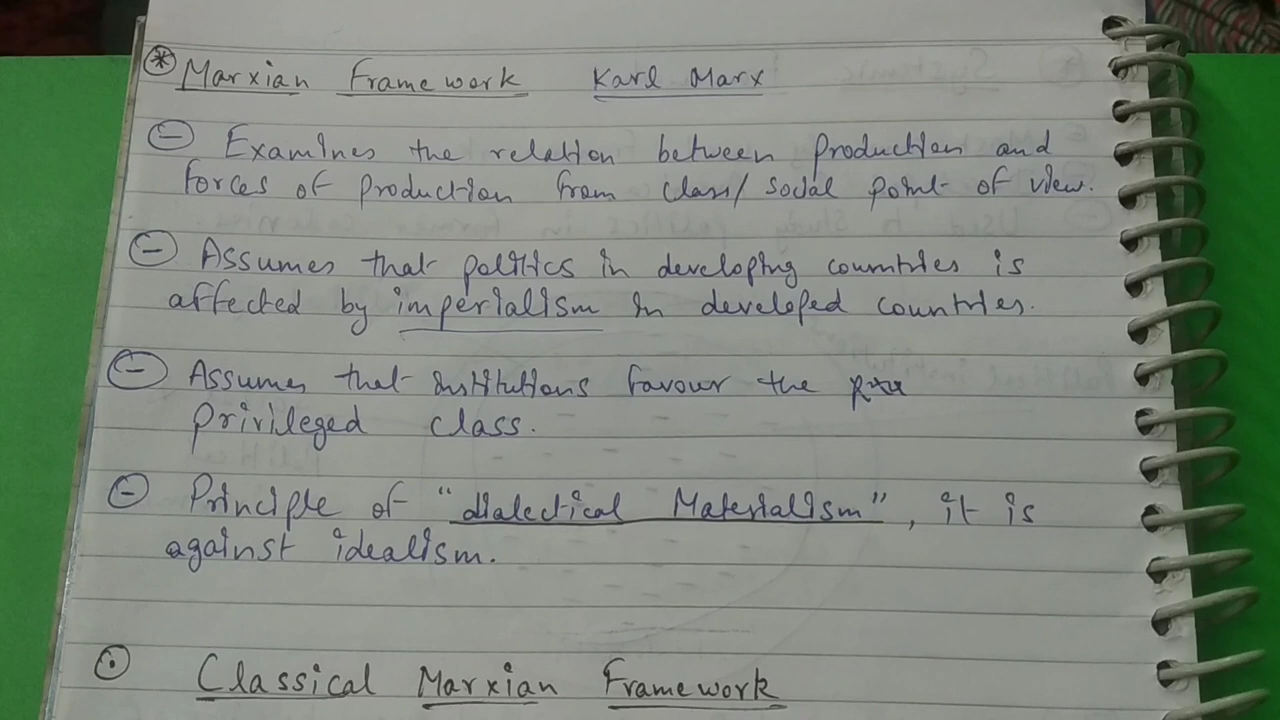 * Marxian Framework Karl Marx
- Examines the relation between production and
forces of production from class/ social point of view.
- Assumes that politics in developing countries is
affected by imperialism in developed countries.
- Assumes that institutions favour the
privileged class.
- Principle of "dialectical Materialism", it is
against idealism.
• Classical Marxian Framework